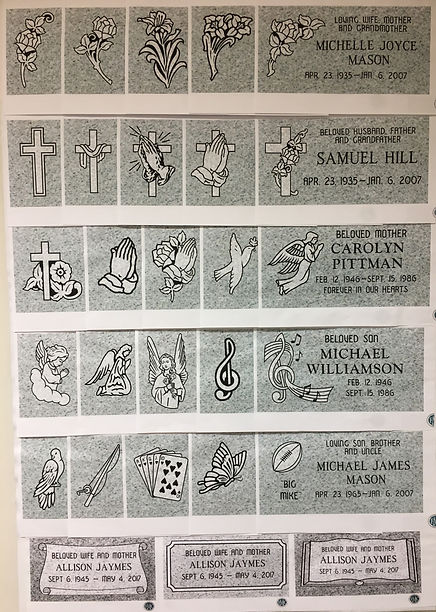 LOVING WIFE, MOTHER
AND GRANDMOTHER
MICHELLE JOYCE
MASON
APR. 23, 1935—JAN. 6, 2007
BELOVED HUSBAND, FATHER
AND GRANDFATHER
SAMUEL HILL
APR. 23, 1935—JAN. 6, 2007
BELOVED MOTHER
CAROLYN
PITTMAN
FEB. 12, 1946—SEPT. 15, 1986
FOREVER IN OUR HEARTS
BELOVED SON
MICHAEL
WILLIAMSON
FEB. 12, 1946
SEPT. 15, 1986
LOVING SON, BROTHER
AND UNCLE
MICHAEL JAMES
MASON
APR. 23, 1965—JAN. 6, 2007
BIG
MIKE
BELOVED WIFE AND MOTHER
ALLISON JAYMES
SEPT 6, 1945 — MAY 4, 2017
BELOVED WIFE AND MOTHER
ALLISON JAYMES
SEPT 6, 1945 — MAY 4, 2017
BELOVED WIFE AND MOTHER
ALLISON JAYMES
SEPT 6, 1945 — MAY 4, 2017